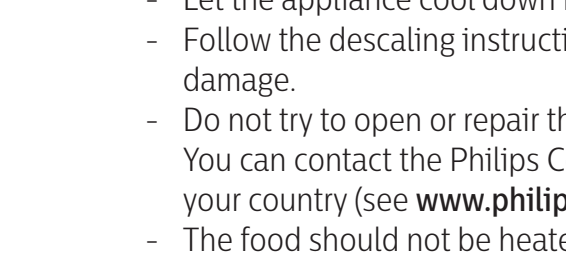 - Let the appliance cool down
- Follow the descaling instructi
damage.
- Do not try to open or repair th
You can contact the Philips C
your country (see www.philip
- The food should not be heate